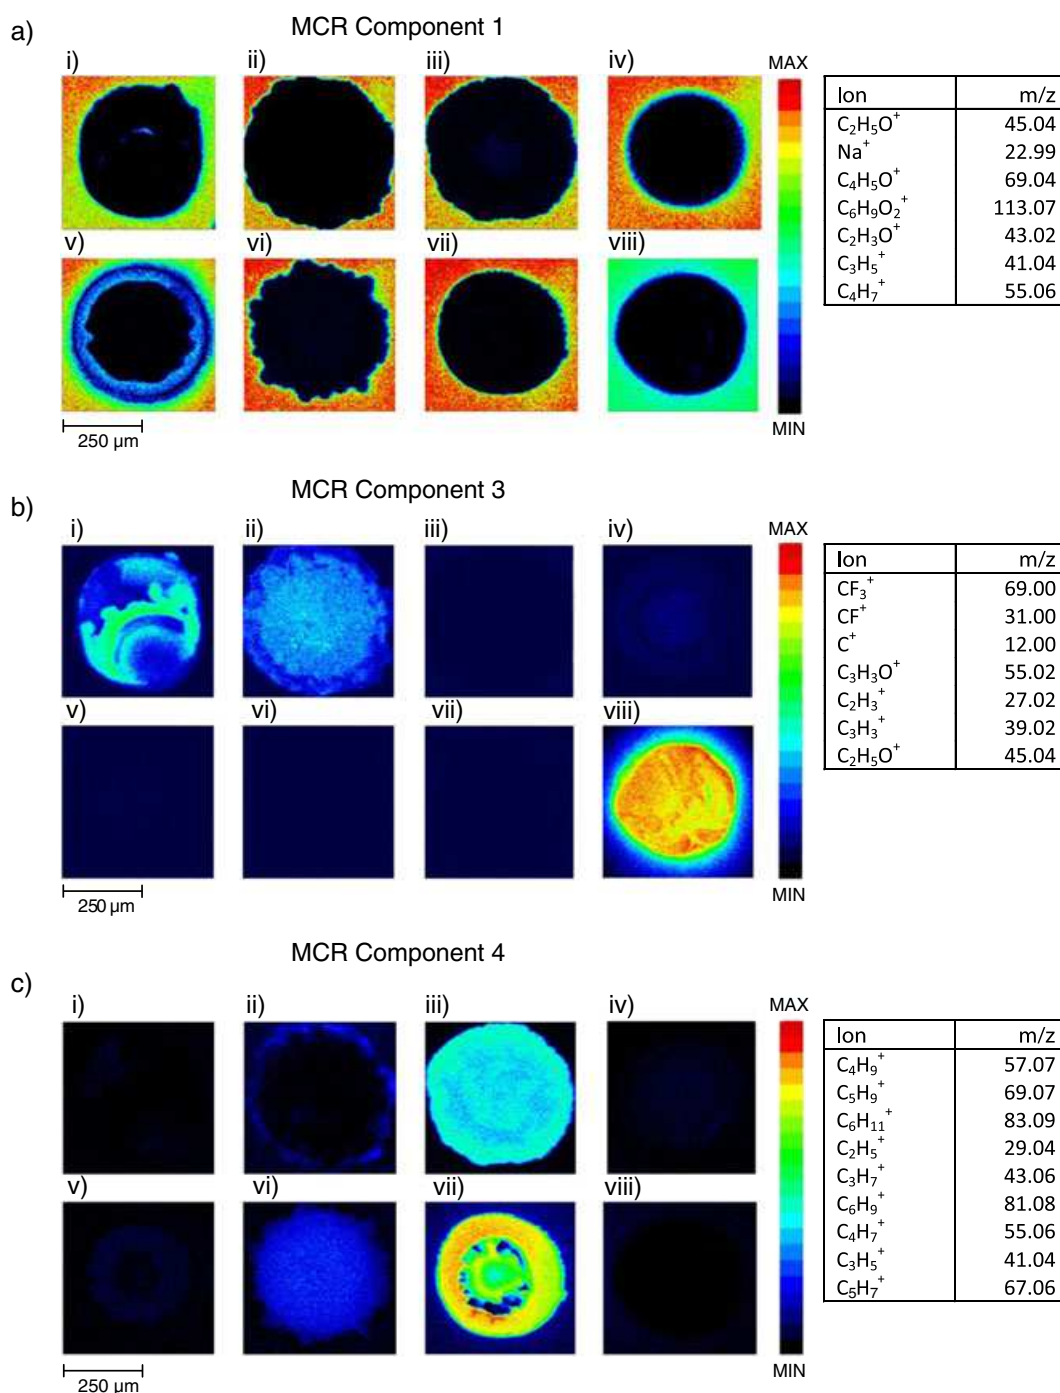 a)
MCR Component 1
i) ii) iii) iv)
v) vi) vii) viii)
250 µm
MAX
MIN
Ion m/z
C₂H₅O⁺ 45.04
Na⁺ 22.99
C₄H₅O⁺ 69.04
C₆H₉O₂⁺ 113.07
C₂H₃O⁺ 43.02
C₃H₅⁺ 41.04
C₄H₇⁺ 55.06
b)
MCR Component 3
i) ii) iii) iv)
v) vi) vii) viii)
250 µm
MAX
MIN
Ion m/z
CF₃⁺ 69.00
CF⁺ 31.00
C⁺ 12.00
C₃H₃O⁺ 55.02
C₂H₃⁺ 27.02
C₃H₃⁺ 39.02
C₂H₅O⁺ 45.04
c)
MCR Component 4
i) ii) iii) iv)
v) vi) vii) viii)
250 µm
MAX
MIN
Ion m/z
C₄H₉⁺ 57.07
C₅H₉⁺ 69.07
C₆H₁₁⁺ 83.09
C₂H₅⁺ 29.04
C₃H₇⁺ 43.06
C₆H₉⁺ 81.08
C₄H₇⁺ 55.06
C₃H₅⁺ 41.04
C₅H₇⁺ 67.06